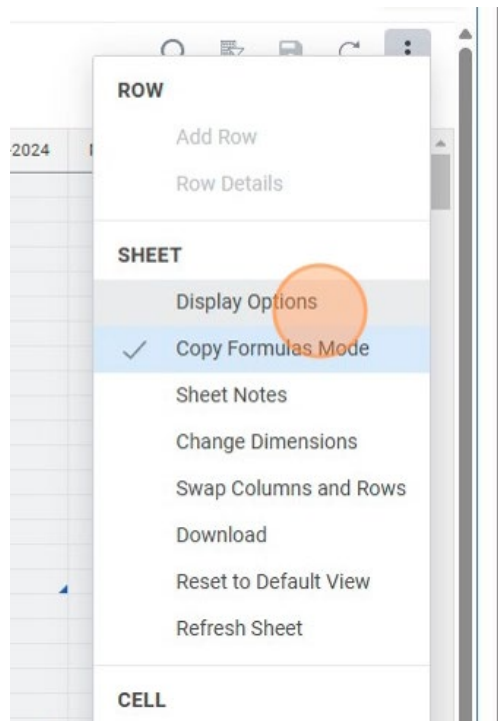 ROW
-2024
Add Row
Row Details
SHEET
Display Options
Copy Formulas Mode
Sheet Notes
Change Dimensions
Swap Columns and Rows
Download
Reset to Default View
Refresh Sheet
CELL